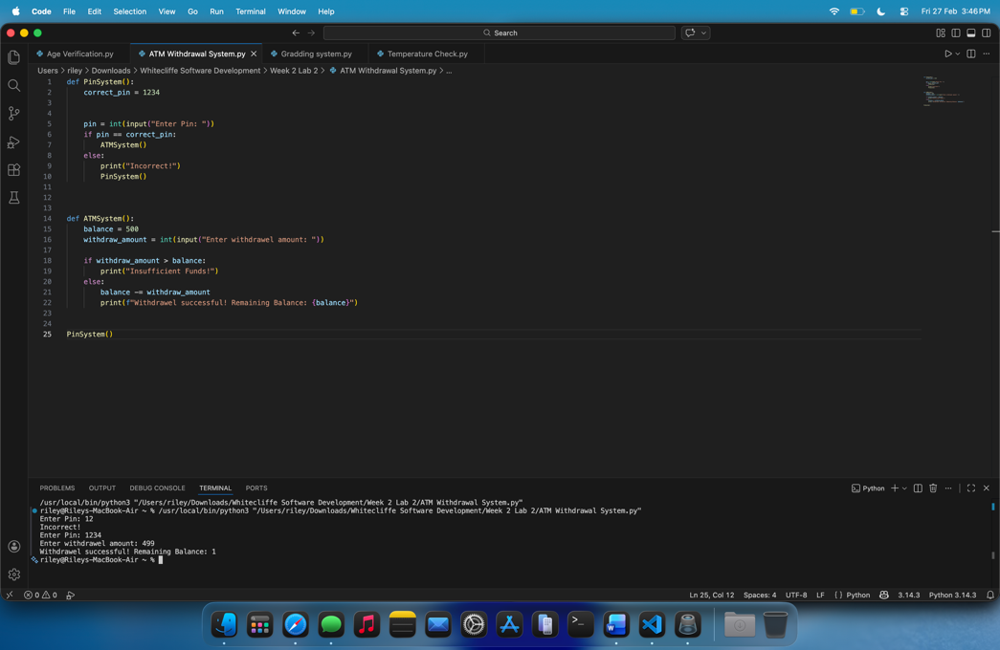 Code File Edit Selection View Go Run Terminal Window Help Fri 27 Feb 3:46 PM
Search
Age Verification.py ATM Withdrawal System.py Gradding system.py Temperature Check.py
Users > riley > Downloads > Whitecliffe Software Development > Week 2 Lab 2 > ATM Withdrawal System.py > ...
1 def PinSystem():
2 correct_pin = 1234
3
4
5 pin = int(input("Enter Pin: "))
6 if pin == correct_pin:
7 ATMSystem()
8 else:
9 print("Incorrect!")
10 PinSystem()
11
12
13
14 def ATMSystem():
15 balance = 500
16 withdraw_amount = int(input("Enter withdrawel amount: "))
17
18 if withdraw_amount > balance:
19 print("Insufficient Funds!")
20 else:
21 balance -= withdraw_amount
22 print(f"Withdrawel successful! Remaining Balance: {balance}")
23
24
25 PinSystem()
PROBLEMS OUTPUT DEBUG CONSOLE TERMINAL PORTS Python
/usr/local/bin/python3 "/Users/riley/Downloads/Whitecliffe Software Development/Week 2 Lab 2/ATM Withdrawal System.py"
riley@Rileys-MacBook-Air ~ % /usr/local/bin/python3 "/Users/riley/Downloads/Whitecliffe Software Development/Week 2 Lab 2/ATM Withdrawal System.py"
Enter Pin: 12
Incorrect!
Enter Pin: 1234
Enter withdrawel amount: 499
Withdrawel successful! Remaining Balance: 1
riley@Rileys-MacBook-Air ~ %
0 0 Ln 25, Col 12 Spaces: 4 UTF-8 LF { } Python 3.14.3 Python 3.14.3